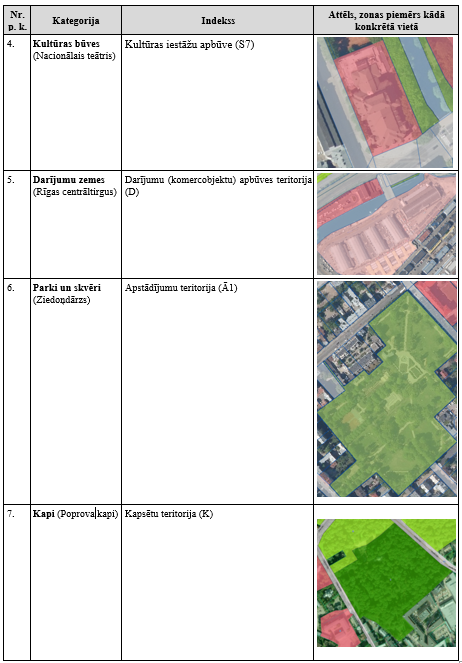 Nr. p. k. Kategorija Indekss Attēls, zonas piemērs kādā konkrētā vietā
4. Kultūras būves Kultūras iestāžu apbūve (S7)
(Nacionālais teātris)
5. Darījumu zemes Darījumu (komercobjektu) apbūves teritorija
(Rīgas centrāltirgus) (D)
6. Parki un skvēri Apstādījumu teritorija (Ā1)
(Ziedoņdārzs)
7. Kapi (Poprova kapi) Kapsētu teritorija (K)